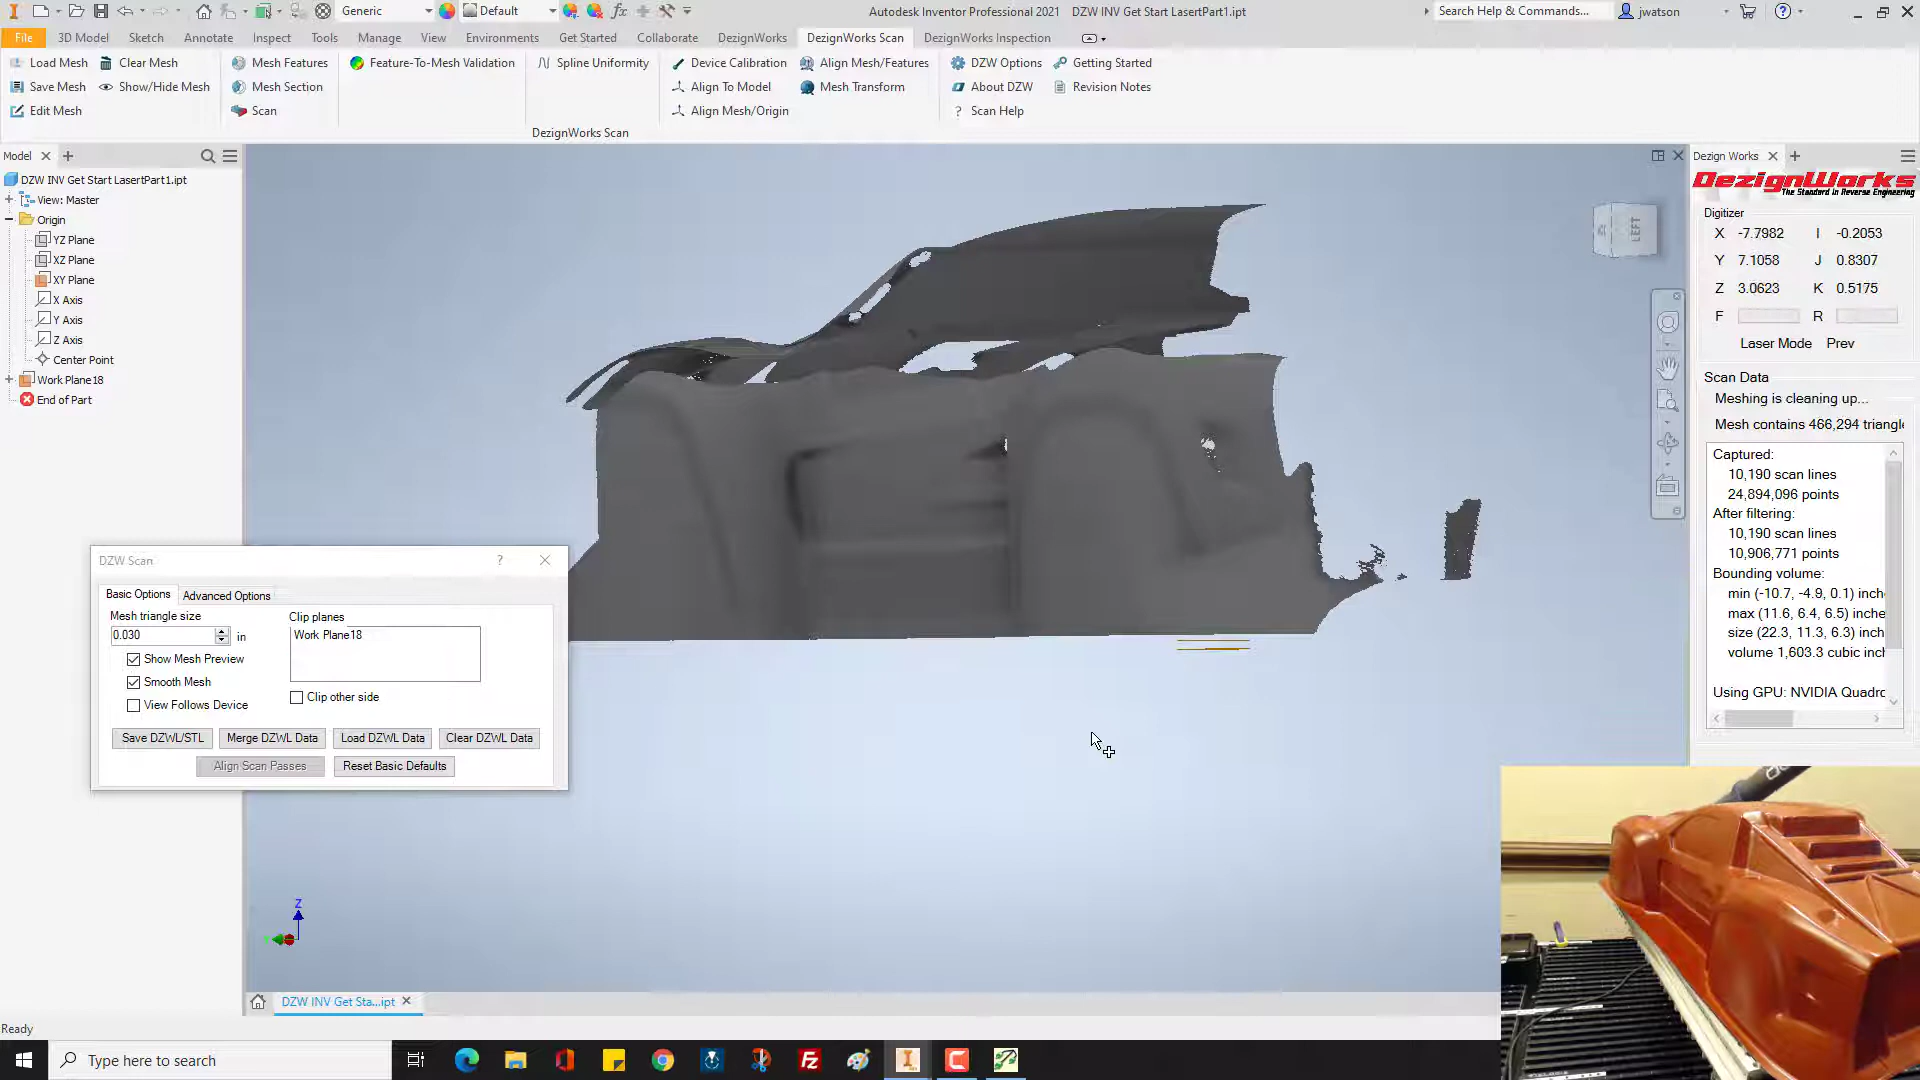 Generic
Default
fx
Autodesk Inventor Professional 2021 DZW INV Get Start LasertPart1.ipt
Search Help & Commands...
jwatson
File 3D Model Sketch Annotate Inspect Tools Manage View Environments Get Started Collaborate DezignWorks DezignWorks Scan DezignWorks Inspection
Load Mesh Clear Mesh Mesh Features Feature-To-Mesh Validation Spline Uniformity Device Calibration Align Mesh/Features DZW Options Getting Started
Save Mesh Show/Hide Mesh Mesh Section Align To Model Mesh Transform About DZW Revision Notes
Edit Mesh Scan Align Mesh/Origin Scan Help
DezignWorks Scan
Model
DZW INV Get Start LasertPart1.ipt
View: Master
Origin
YZ Plane
XZ Plane
XY Plane
X Axis
Y Axis
Z Axis
Center Point
Work Plane18
End of Part
LEFT
Dezign Works
DezignWorks
The Standard in Reverse Engineering
Digitizer
X -7.7982 I -0.2053
Y 7.1058 J 0.8307
Z 3.0623 K 0.5175
F R
Laser Mode Prev
Scan Data
Meshing is cleaning up...
Mesh contains 466,294 triangl
Captured:
10,190 scan lines
24,894,096 points
After filtering:
10,190 scan lines
10,906,771 points
Bounding volume:
min (-10.7, -4.9, 0.1) inch
max (11.6, 6.4, 6.5) inche
size (22.3, 11.3, 6.3) inch
volume 1,603.3 cubic inch
Using GPU: NVIDIA Quadro
DZW Scan
?
Basic Options Advanced Options
Mesh triangle size
0.030 in
Show Mesh Preview
Smooth Mesh
View Follows Device
Clip planes
Work Plane18
Clip other side
Save DZWL/STL Merge DZWL Data Load DZWL Data Clear DZWL Data
Align Scan Passes Reset Basic Defaults
Z
DZW INV Get Sta...ipt
Ready
Type here to search